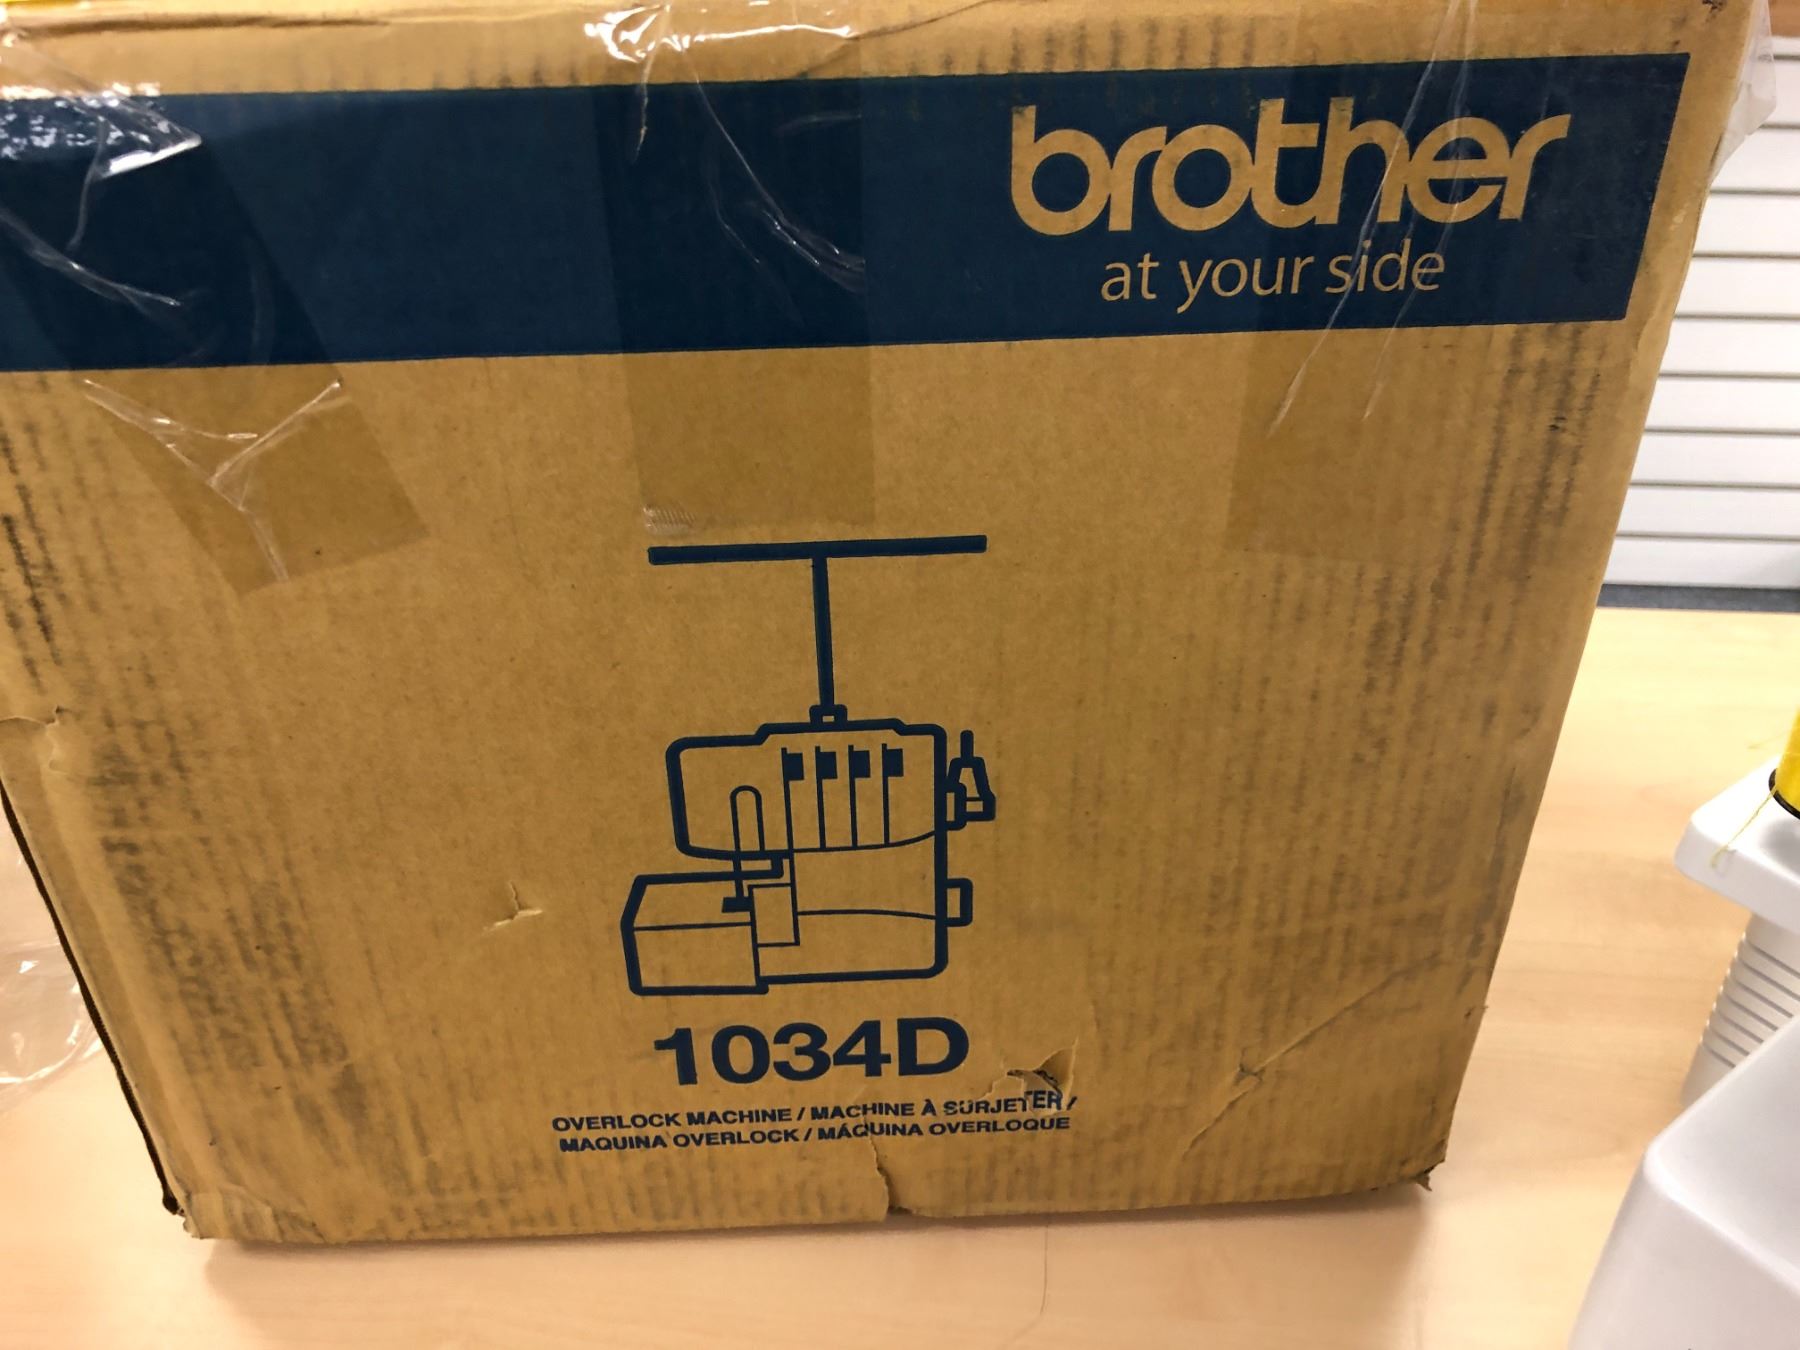 brother
at your side
1034D
OVERLOCK MACHINE / MACHINE À SURJETER /
MAQUINA OVERLOCK / MÁQUINA OVERLOQUE